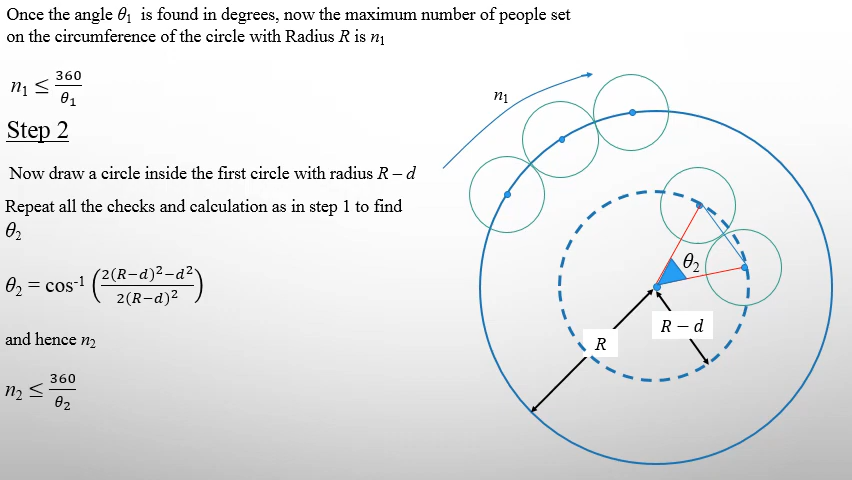 Once the angle θ₁ is found in degrees, now the maximum number of people set
on the circumference of the circle with Radius R is n₁
n₁ ≤ 360/θ₁
Step 2
Now draw a circle inside the first circle with radius R – d
Repeat all the checks and calculation as in step 1 to find
θ₂
θ₂ = cos⁻¹ ((2(R−d)²−d²)/(2(R−d)²))
and hence n₂
n₂ ≤ 360/θ₂
n₁
θ₂
R − d
R